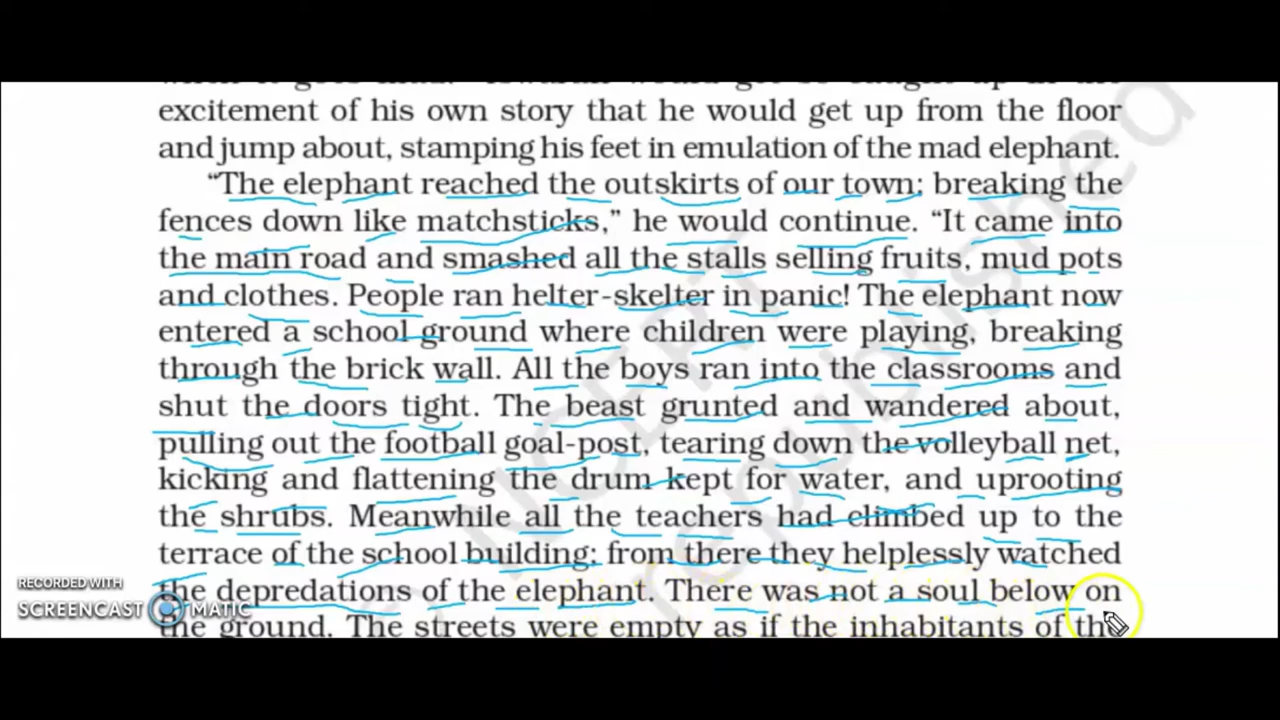 excitement of his own story that he would get up from the floor
and jump about, stamping his feet in emulation of the mad elephant.
“The elephant reached the outskirts of our town; breaking the
fences down like matchsticks,” he would continue. “It came into
the main road and smashed all the stalls selling fruits, mud pots
and clothes. People ran helter-skelter in panic! The elephant now
entered a school ground where children were playing, breaking
through the brick wall. All the boys ran into the classrooms and
shut the doors tight. The beast grunted and wandered about,
pulling out the football goal-post, tearing down the volleyball net,
kicking and flattening the drum kept for water, and uprooting
the shrubs. Meanwhile all the teachers had climbed up to the
terrace of the school building; from there they helplessly watched
the depredations of the elephant. There was not a soul below on
the ground. The streets were empty as if the inhabitants of the
RECORDED WITH
SCREENCAST MATIC
NCERT
republished